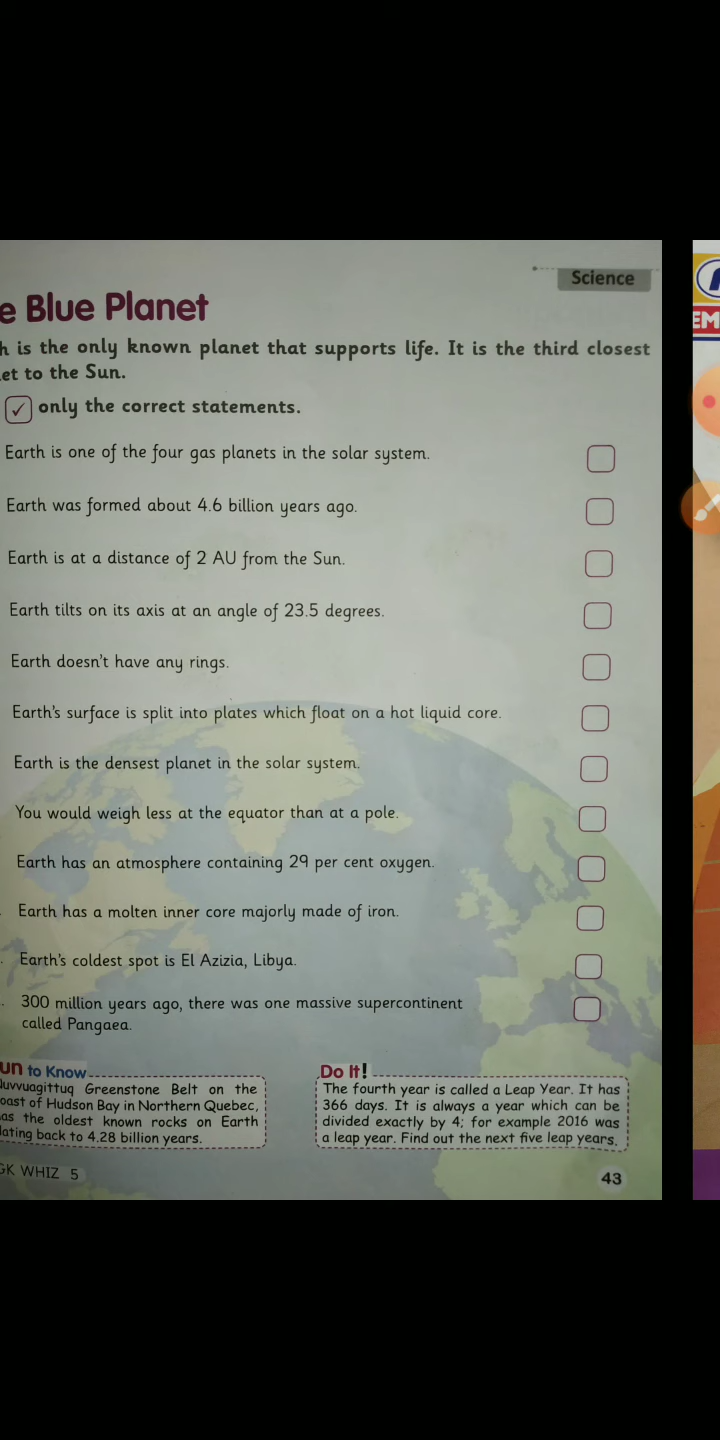 e Blue Planet
Science
h is the only known planet that supports life. It is the third closest
et to the Sun.
✓ only the correct statements.
Earth is one of the four gas planets in the solar system.
Earth was formed about 4.6 billion years ago.
Earth is at a distance of 2 AU from the Sun.
Earth tilts on its axis at an angle of 23.5 degrees.
Earth doesn't have any rings.
Earth's surface is split into plates which float on a hot liquid core.
Earth is the densest planet in the solar system.
You would weigh less at the equator than at a pole.
Earth has an atmosphere containing 29 per cent oxygen.
Earth has a molten inner core majorly made of iron.
Earth's coldest spot is El Azizia, Libya.
300 million years ago, there was one massive supercontinent
called Pangaea.
un to Know
uvvuagittuq Greenstone Belt on the
oast of Hudson Bay in Northern Quebec,
as the oldest known rocks on Earth
lating back to 4.28 billion years.
Do It!
The fourth year is called a Leap Year. It has
366 days. It is always a year which can be
divided exactly by 4; for example 2016 was
a leap year. Find out the next five leap years.
GK WHIZ 5
43
EM